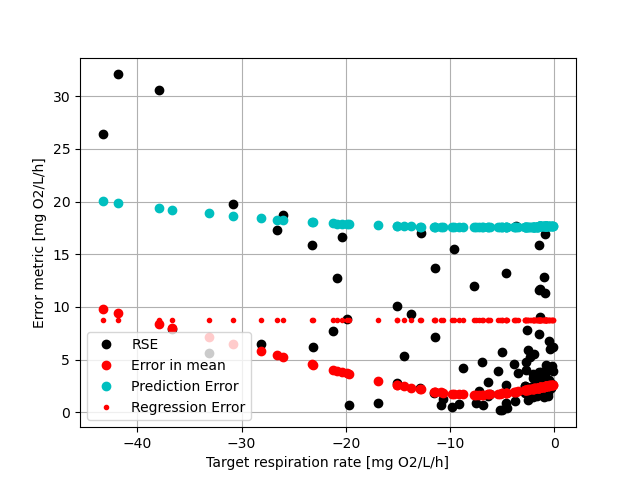 Error metric [mg O2/L/h]
30
25
20
15
10
5
0
RSE
Error in mean
Prediction Error
Regression Error
−40
−30
−20
−10
0
Target respiration rate [mg O2/L/h]